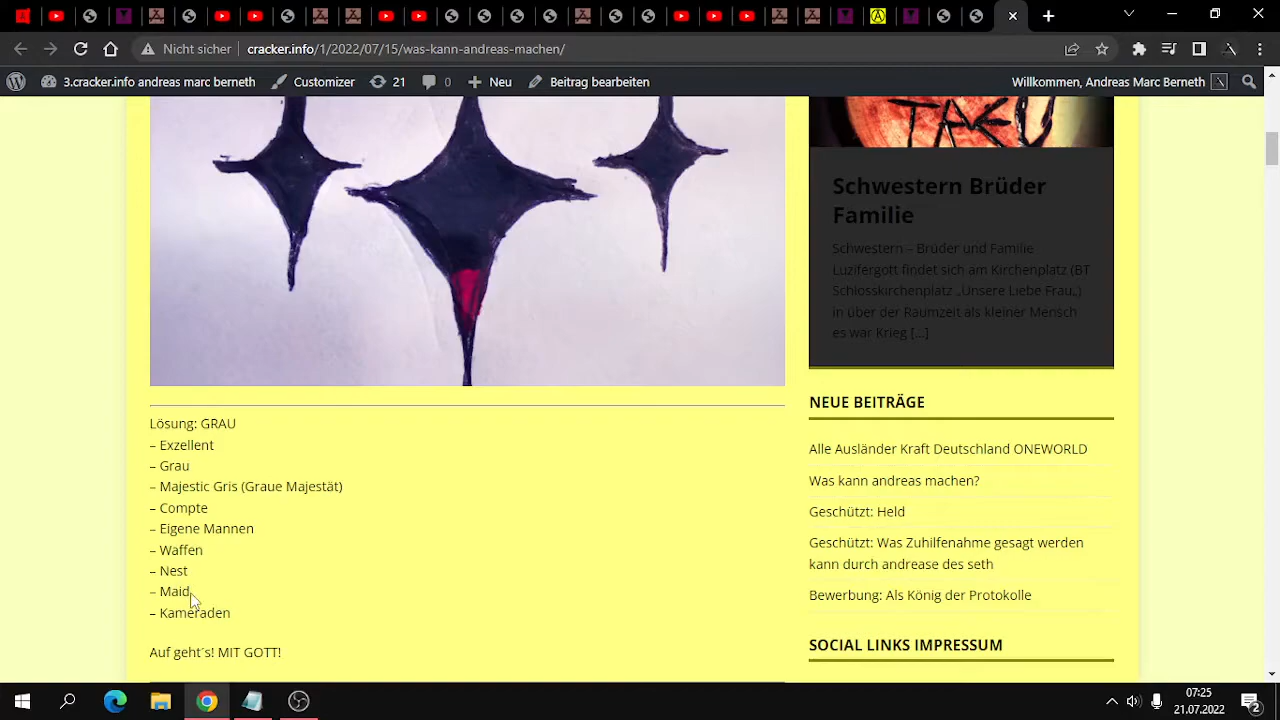 Nicht sicher
cracker.info/1/2022/07/15/was-andreas-machen/
3.cracker.info andreas marc berneth
Customizer
21
0
Neu
Beitrag bearbeiten
Willkommen, Andreas Marc Berneth
Schwestern Brüder
Familie
Schwestern – Brüder und Familie
Luzifergott findet sich am Kirchenplatz (BT
Schlosskirchenplatz „Unsere Liebe Frau„)
in über der Raumzeit als kleiner Mensch
es war Krieg [...]
Lösung: GRAU
– Exzellent
– Grau
– Majestic Gris (Graue Majestät)
– Compte
– Eigene Mannen
– Waffen
– Nest
– Maid
– Kameraden
Auf geht´s! MIT GOTT!
NEUE BEITRÄGE
Alle Ausländer Kraft Deutschland ONEWORLD
Was kann andreas machen?
Geschützt: Held
Geschützt: Was Zuhilfenahme gesagt werden
kann durch andrease des seth
Bewerbung: Als König der Protokolle
SOCIAL LINKS IMPRESSUM
07:25
21.07.2022
2